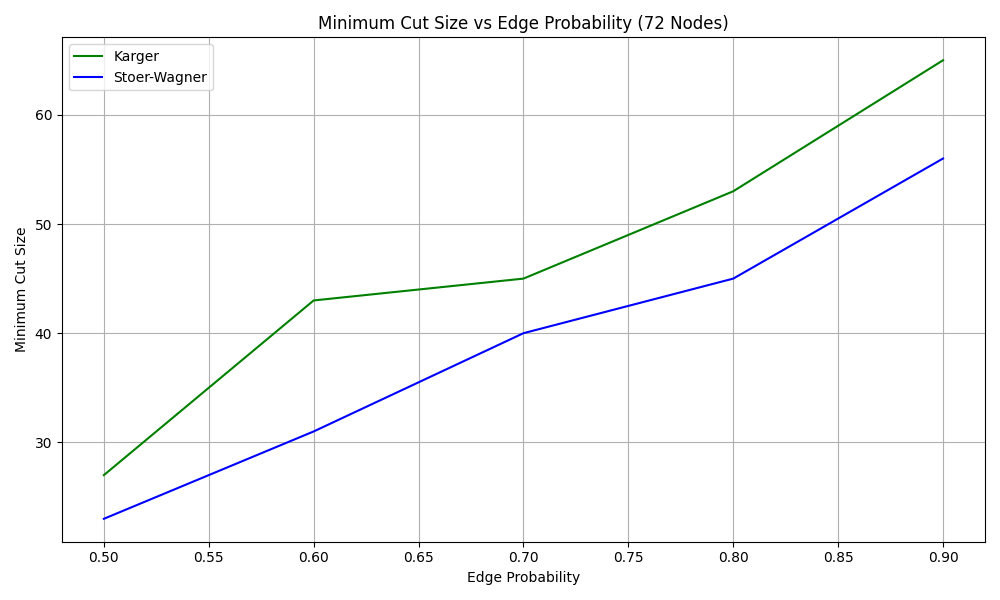 Minimum Cut Size vs Edge Probability (72 Nodes)
Karger
Stoer-Wagner
Minimum Cut Size
60
50
40
30
0.50 0.55 0.60 0.65 0.70 0.75 0.80 0.85 0.90
Edge Probability